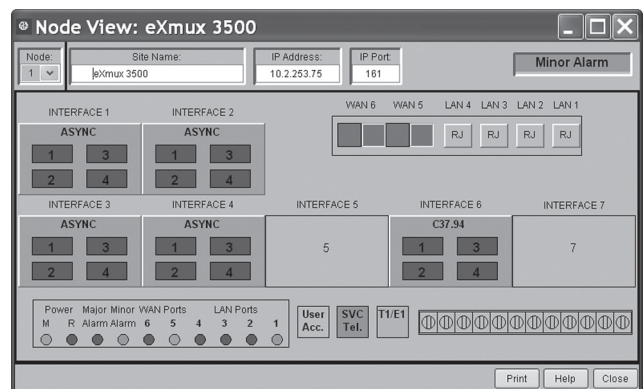 Node View: eXmux 3500
Node: Site Name: IP Address: IP Port:
1 eXmux 3500 10.2.253.75 161 Minor Alarm
WAN 6 WAN 5 LAN 4 LAN 3 LAN 2 LAN 1
RJ RJ RJ RJ
INTERFACE 1 INTERFACE 2
ASYNC ASYNC
1 3 1 3
2 4 2 4
INTERFACE 3 INTERFACE 4 INTERFACE 5 INTERFACE 6 INTERFACE 7
ASYNC ASYNC C37.94
1 3 1 3 5 1 3 7
2 4 2 4 2 4
Power Major Minor WAN Ports LAN Ports
M R Alarm Alarm 6 5 4 3 2 1
User Acc.
SVC Tel.
T1/E1
Print Help Close